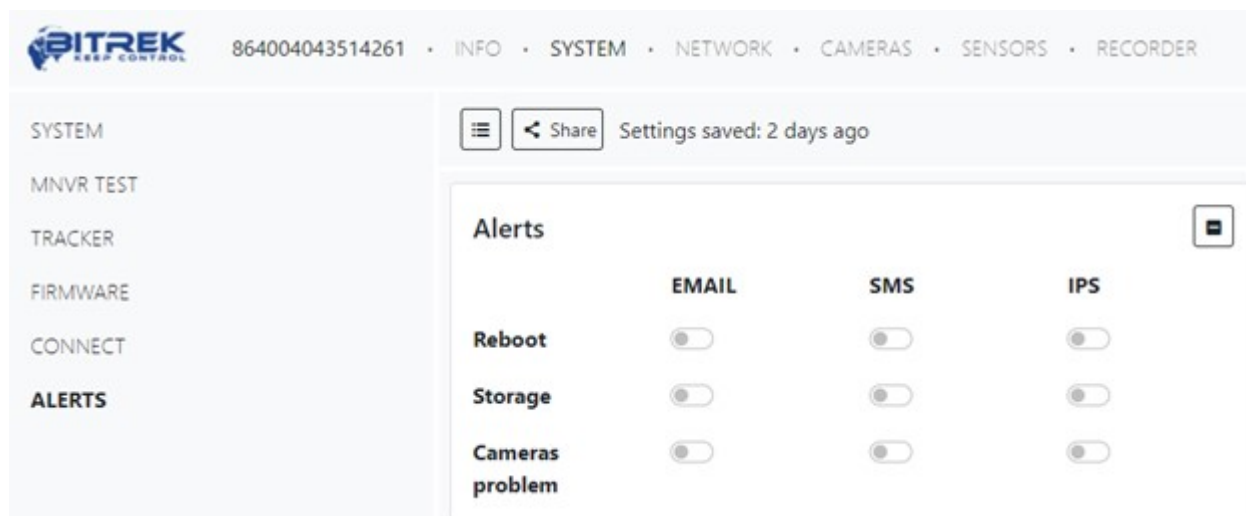 BITREK
KEEP CONTROL
864004043514261 · INFO · SYSTEM · NETWORK · CAMERAS · SENSORS · RECORDER
SYSTEM
MNVR TEST
TRACKER
FIRMWARE
CONNECT
ALERTS
Share Settings saved: 2 days ago
Alerts
EMAIL SMS IPS
Reboot
Storage
Cameras
problem